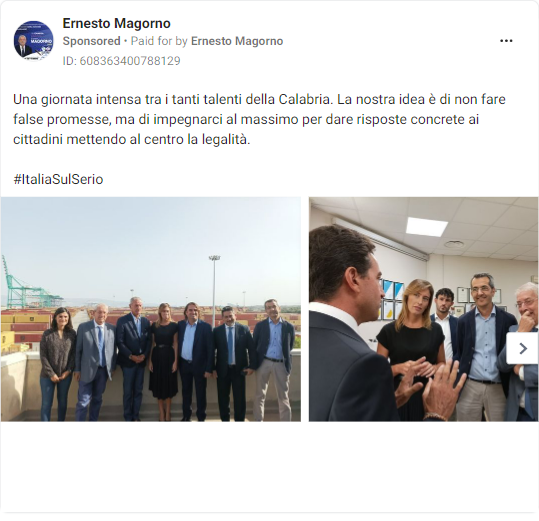 Ernesto Magorno
Sponsored • Paid for by Ernesto Magorno
ID: 608363400788129
Una giornata intensa tra i tanti talenti della Calabria. La nostra idea è di non fare
false promesse, ma di impegnarci al massimo per dare risposte concrete ai
cittadini mettendo al centro la legalità.
#ItaliaSulSerio
MAGORNO